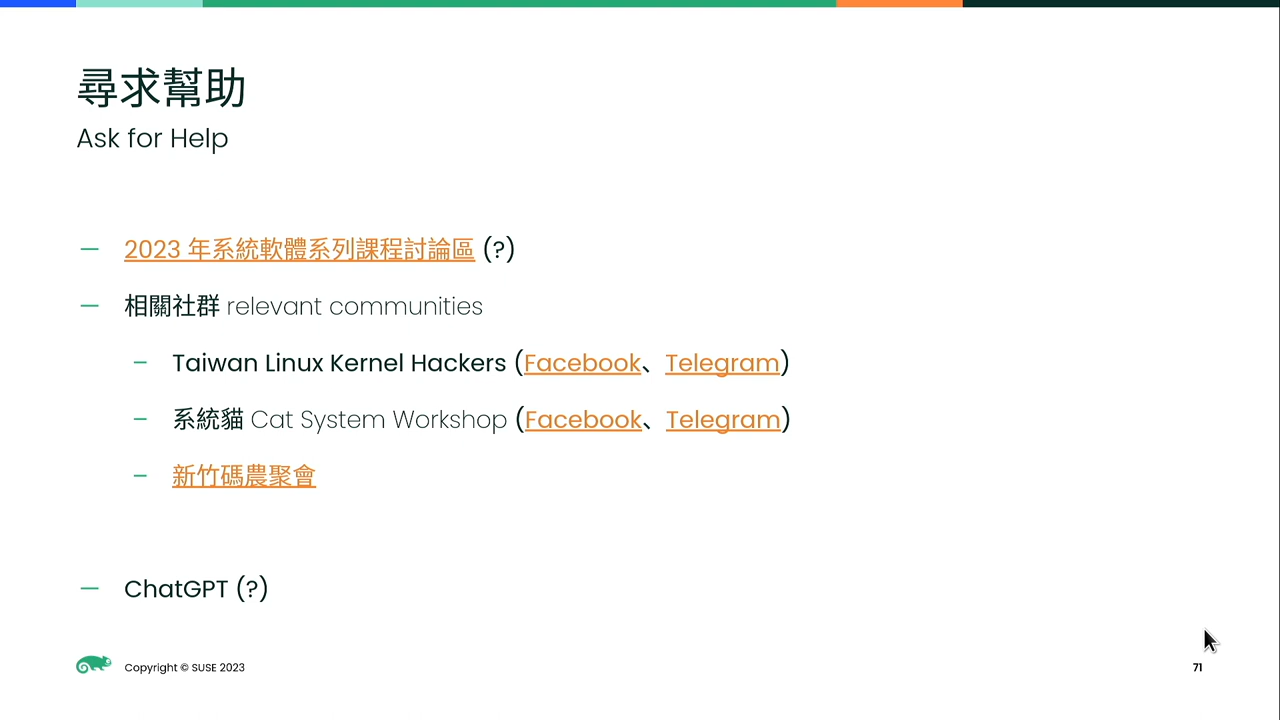 尋求幫助
Ask for Help
— 2023 年系統軟體系列課程討論區 (?)
— 相關社群 relevant communities
– Taiwan Linux Kernel Hackers (Facebook、Telegram)
– 系統貓 Cat System Workshop (Facebook、Telegram)
– 新竹碼農聚會
— ChatGPT (?)
Copyright © SUSE 2023
71